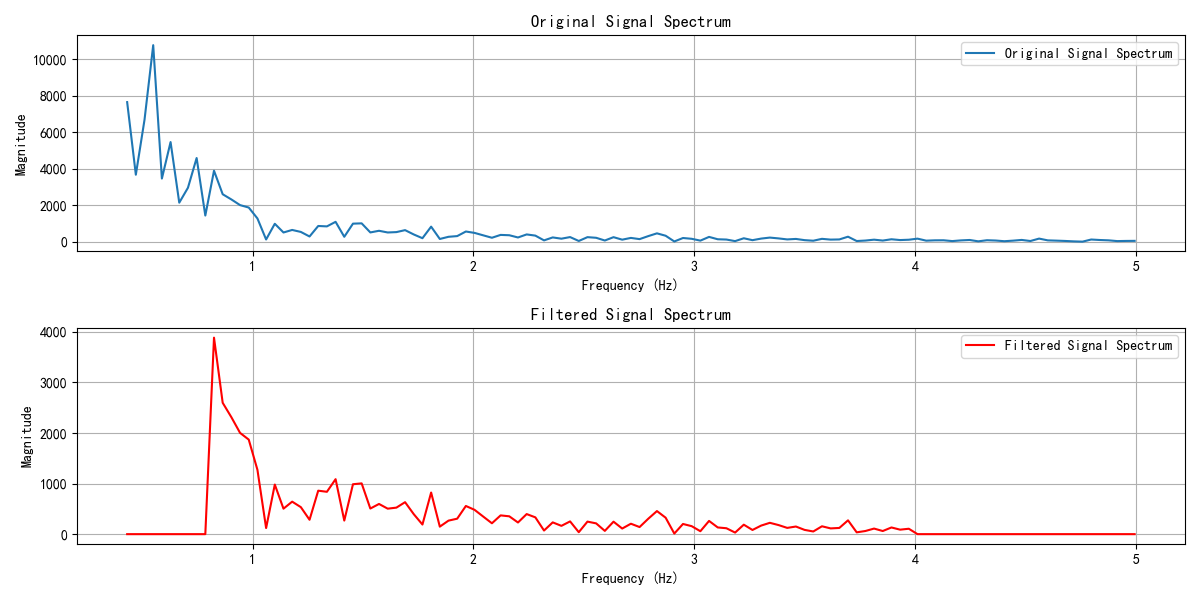 Original Signal Spectrum
Original Signal Spectrum
Magnitude
10000
8000
6000
4000
2000
0
1
2
3
4
5
Frequency (Hz)
Filtered Signal Spectrum
Filtered Signal Spectrum
Magnitude
4000
3000
2000
1000
0
1
2
3
4
5
Frequency (Hz)